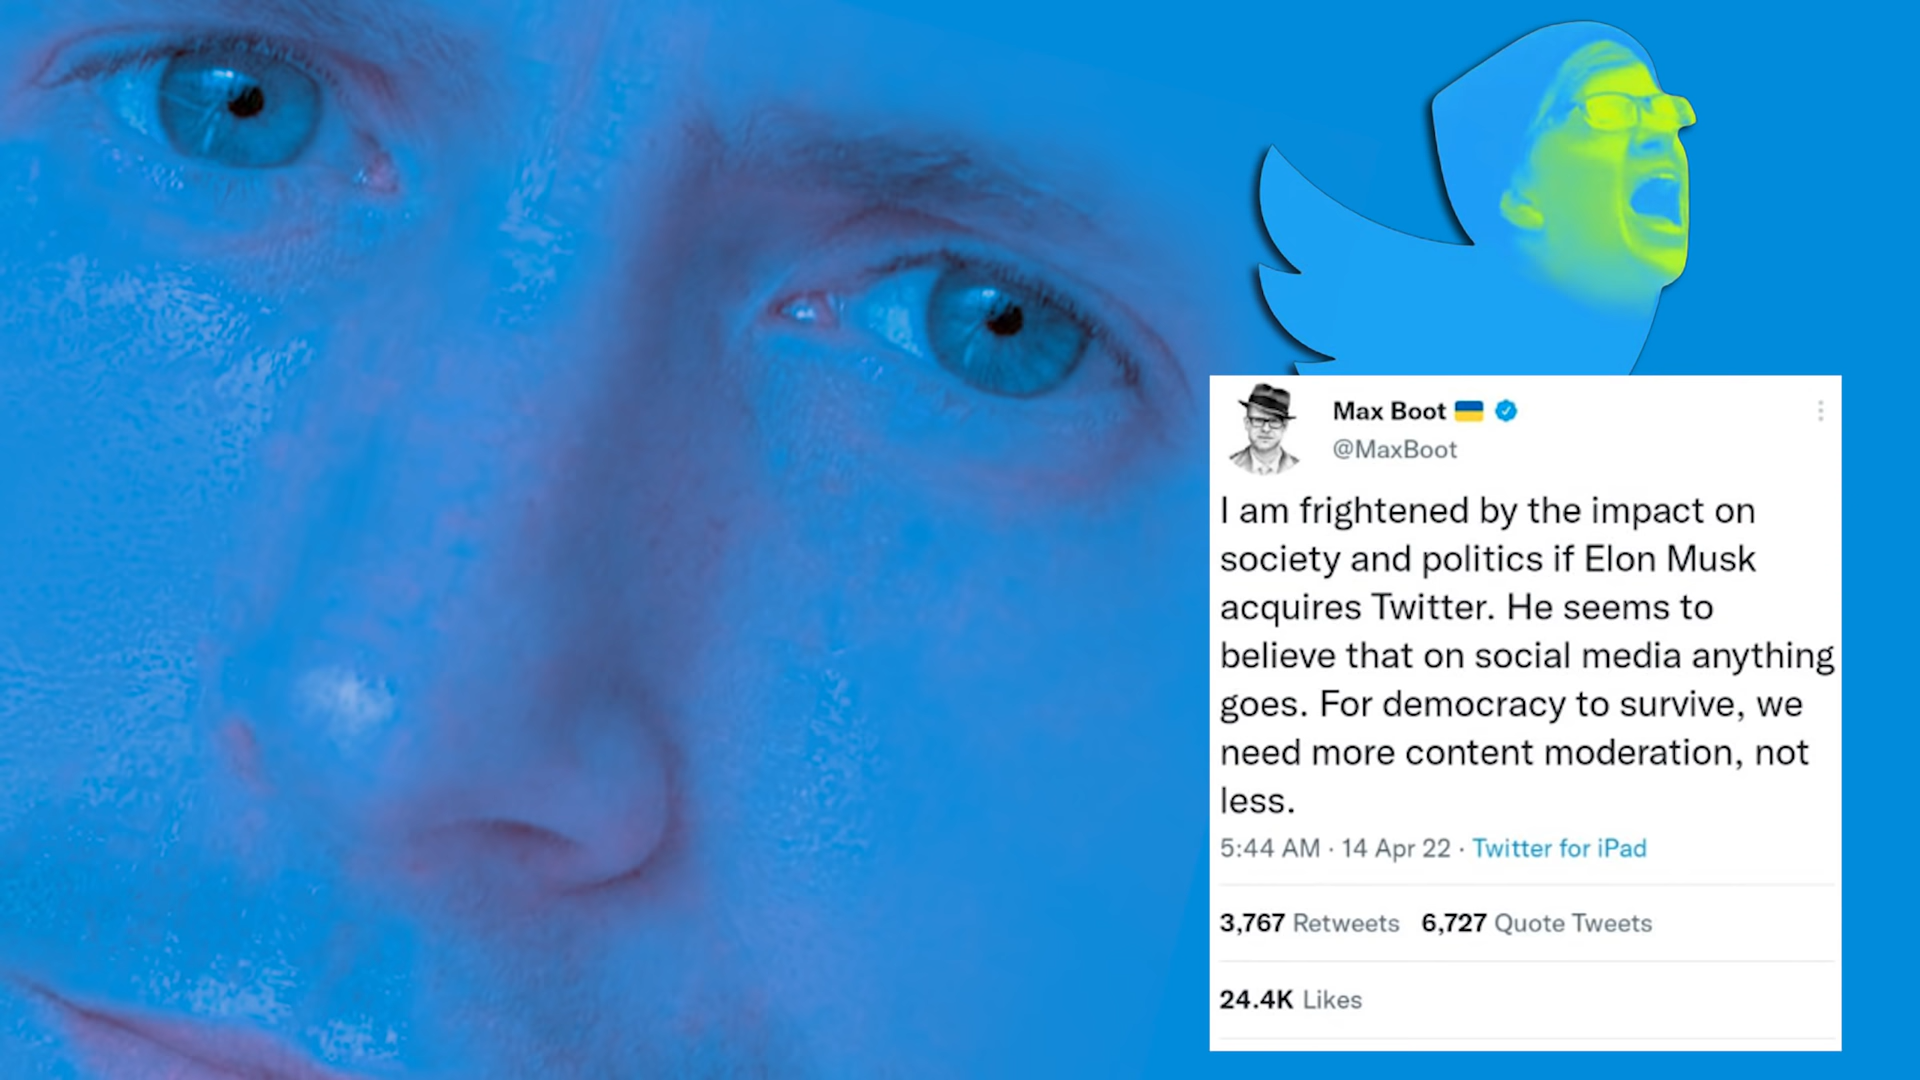 Max Boot 🇺🇦
@MaxBoot
I am frightened by the impact on
society and politics if Elon Musk
acquires Twitter. He seems to
believe that on social media anything
goes. For democracy to survive, we
need more content moderation, not
less.
5:44 AM · 14 Apr 22 · Twitter for iPad
3,767 Retweets 6,727 Quote Tweets
24.4K Likes